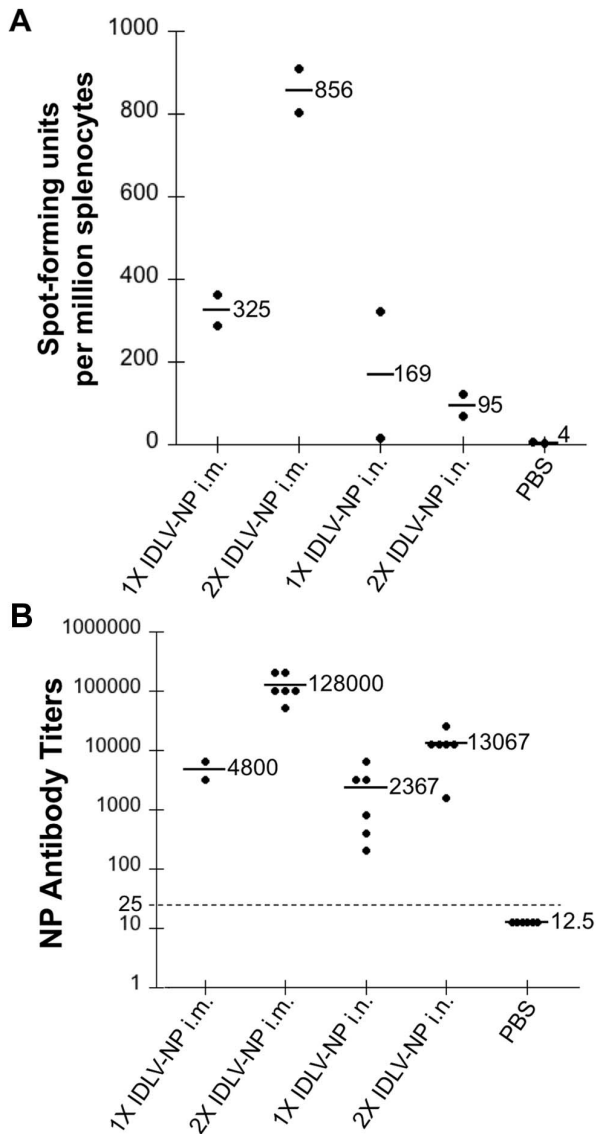 A
Spot-forming units
per million splenocytes
1000
800
600
400
200
0
325
856
169
95
4
1X IDLV-NP i.m.
2X IDLV-NP i.m.
1X IDLV-NP i.n.
2X IDLV-NP i.n.
PBS
B
NP Antibody Titers
1000000
100000
10000
1000
100
25
10
1
4800
128000
2367
13067
12.5
1X IDLV-NP i.m.
2X IDLV-NP i.m.
1X IDLV-NP i.n.
2X IDLV-NP i.n.
PBS